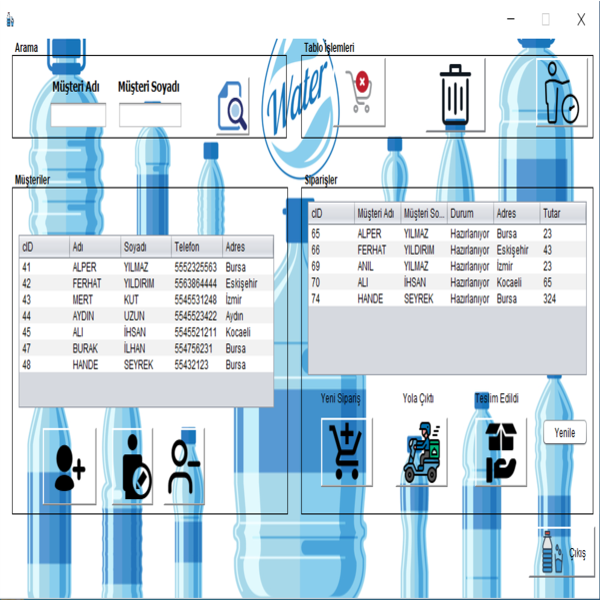 Arama
Tablo İşlemleri
Müşteri Adı
Müşteri Soyadı
Water
Müşteriler
Siparişler
cID Adı Soyadı Telefon Adres
41 ALPER YILMAZ 5552325563 Bursa
42 FERHAT YILDIRIM 5563864444 Eskişehir
43 MERT KUT 5545531248 İzmir
44 AYDIN UZUN 5545523422 Aydın
45 ALI İHSAN 5545521211 Kocaeli
47 BURAK İLHAN 554756231 Bursa
48 HANDE SEYREK 55432123 Bursa
cID Müşteri Adı Müşteri So... Durum Adres Tutar
65 ALPER YILMAZ Hazırlanıyor Bursa 23
66 FERHAT YILDIRIM Hazırlanıyor Eskişehir 43
69 ANIL YILMAZ Hazırlanıyor İzmir 23
70 ALI İHSAN Hazırlanıyor Kocaeli 65
74 HANDE SEYREK Hazırlanıyor Bursa 324
Yeni Sipariş
Yola Çıktı
Teslim Edildi
Yenile
Çıkış